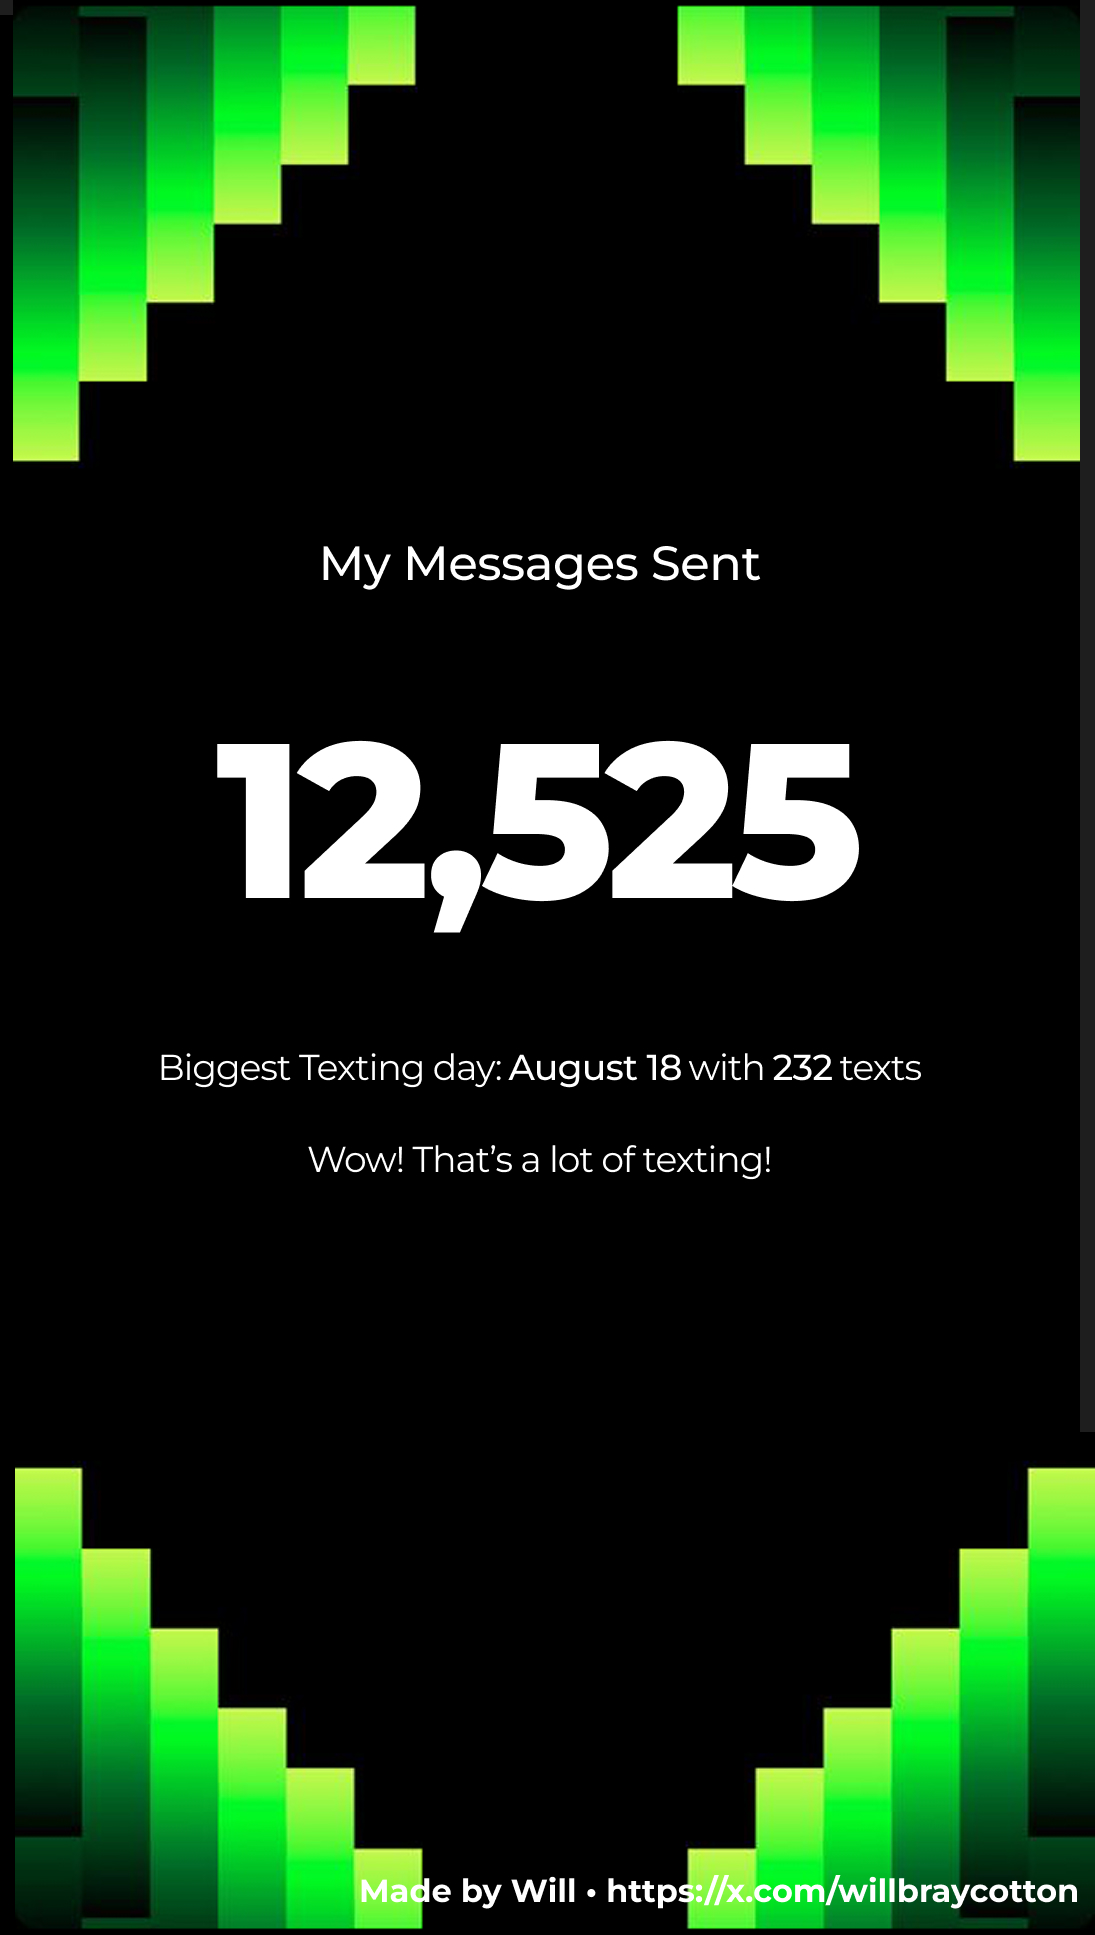 My Messages Sent
12,525
Biggest Texting day: August 18 with 232 texts
Wow! That’s a lot of texting!
Made by Will • https://x.com/willbraycotton